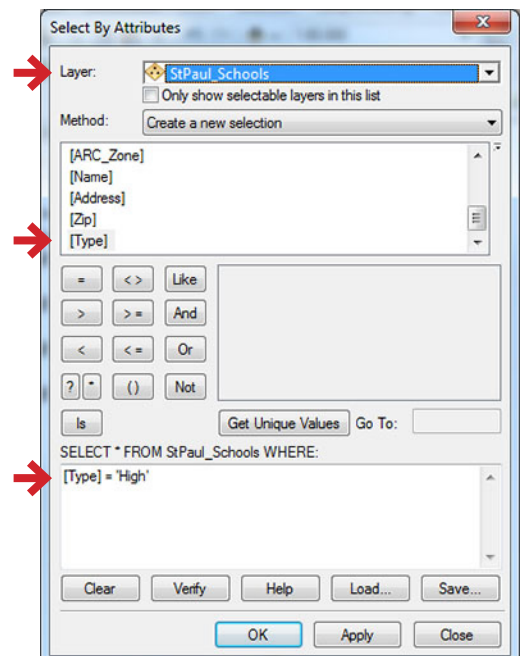 Select By Attributes
Layer: StPaul_Schools
Only show selectable layers in this list
Method: Create a new selection
[ARC_Zone]
[Name]
[Address]
[Zip]
[Type]
= < > Like
> > = And
< < = Or
? * ( ) Not
Is Get Unique Values Go To:
SELECT * FROM StPaul_Schools WHERE:
[Type] = 'High'
Clear Verify Help Load... Save...
OK Apply Close